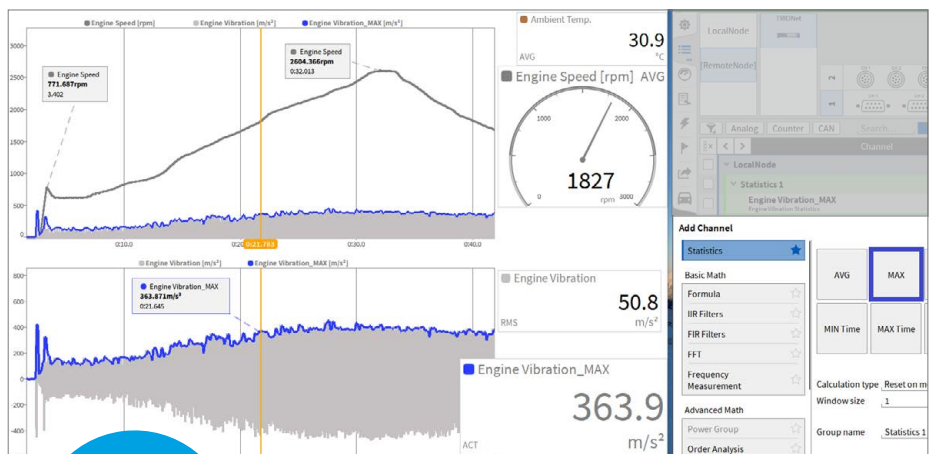 Engine Speed [rpm] Engine Vibration [m/s²] Engine Vibration_MAX [m/s²]
3000
2500
2000
1500
1000
500
0
Engine Speed
771.687rpm
3.402
Engine Speed
2604.366rpm
0:32.013
0:10.0 0:20 0:21.753 0:30.0 0:40.0
Engine Vibration [m/s²] Engine Vibration_MAX [m/s²]
800
600
400
200
0
-200
-400
Engine Vibration_MAX
363.871m/s²
0:21.645
Ambient Temp.
30.9
AVG °C
Engine Speed [rpm] AVG
1000 2000
1827
0 rpm 3000
Engine Vibration
50.8
RMS m/s²
Engine Vibration_MAX
363.9
ACT m/s²
LocalNode
[RemoteNode]
Analog Counter CAN Search...
Channel
LocalNode
Statistics 1
Engine Vibration_MAX
Engine Vibration Statistics
Add Channel
Statistics
Basic Math
Formula
IIR Filters
FIR Filters
FFT
Frequency
Measurement
Advanced Math
Power Group
Order Analysis
AVG MAX
MIN Time MAX Time
Calculation type Reset on m
Window size 1
Group name Statistics 1